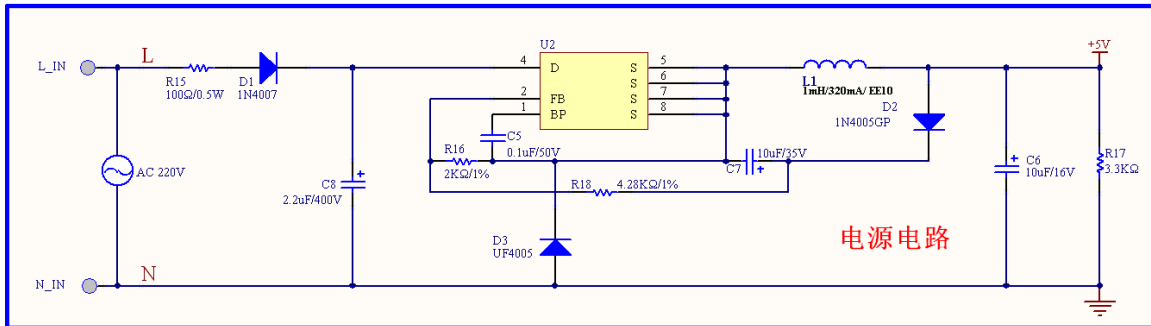 L_IN
L
R15
100Ω/0.5W
D1
1N4007
AC 220V
C8
2.2uF/400V
N
N_IN
U2
4
D
2
FB
1
BP
S
5
S
6
S
7
S
8
C5
0.1uF/50V
R16
2KΩ/1%
R18
4.28KΩ/1%
C7
10uF/35V
D3
UF4005
L1
1mH/320mA/ EE10
D2
1N4005GP
+5V
C6
10uF/16V
R17
3.3KΩ
电源电路